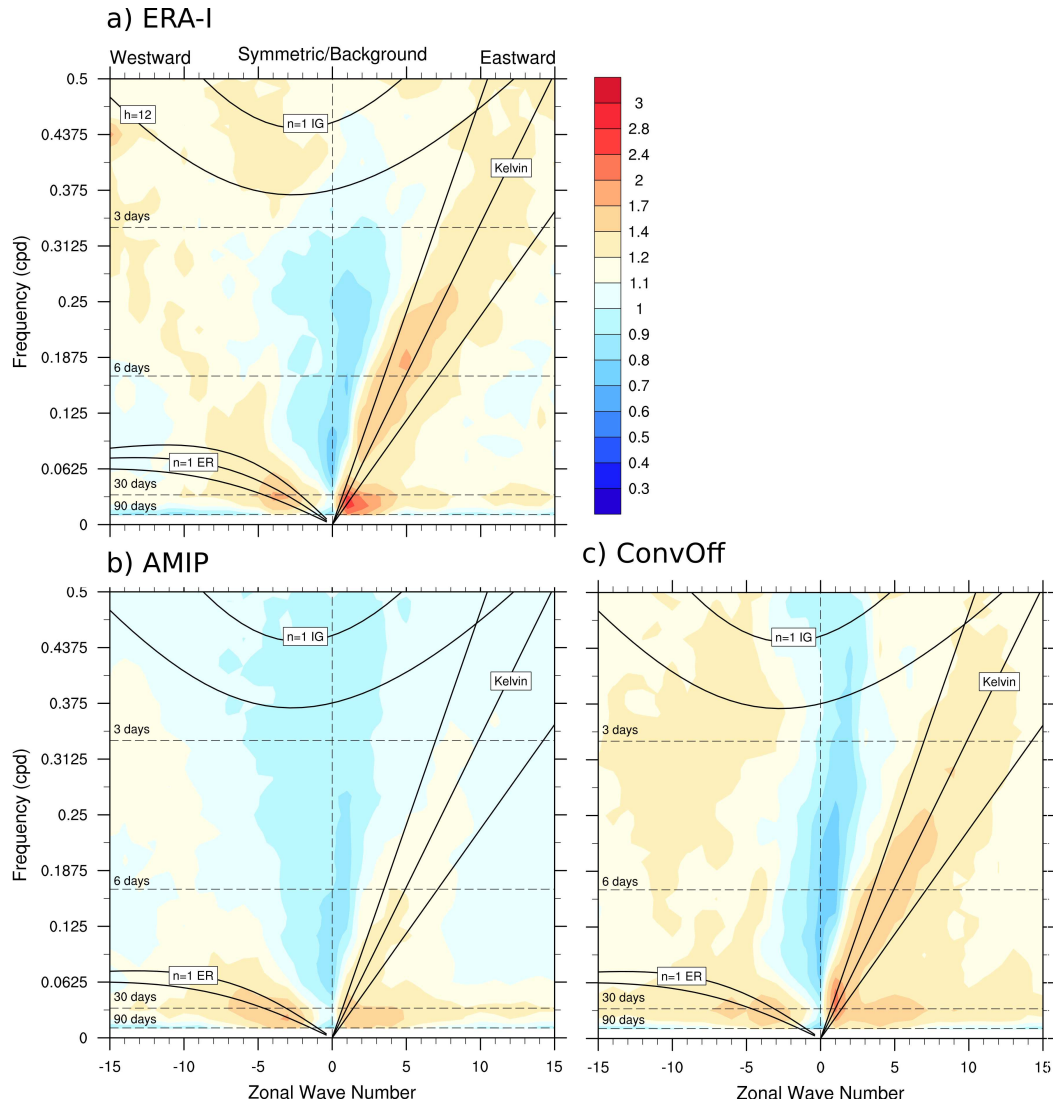 a) ERA-I
Westward Symmetric/Background Eastward
0.5
h=12
n=1 IG
0.4375
Kelvin
0.375
3 days
0.3125
Frequency (cpd)
0.25
0.1875
6 days
0.125
n=1 ER
0.0625
30 days
90 days
0
3
2.8
2.4
2
1.7
1.4
1.2
1.1
1
0.9
0.8
0.7
0.6
0.5
0.4
0.3
b) AMIP
0.5
n=1 IG
0.4375
Kelvin
0.375
3 days
0.3125
Frequency (cpd)
0.25
0.1875
6 days
0.125
n=1 ER
0.0625
30 days
90 days
0
-15 -10 -5 0 5 10 15
Zonal Wave Number
c) ConvOff
n=1 IG
Kelvin
3 days
6 days
n=1 ER
30 days
90 days
-15 -10 -5 0 5 10 15
Zonal Wave Number